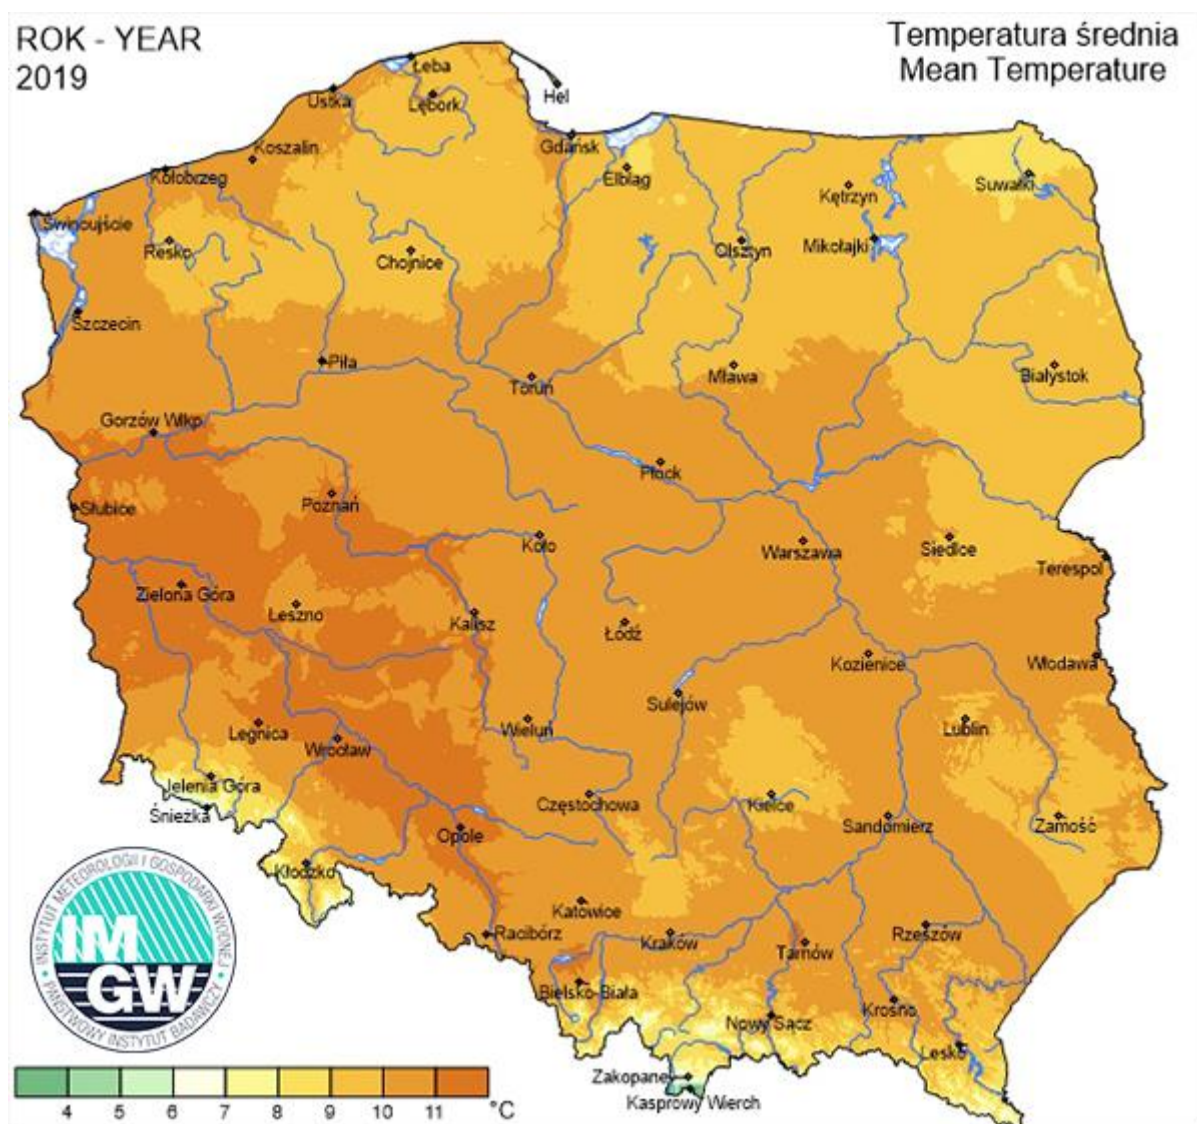 ROK - YEAR
2019
Temperatura średnia
Mean Temperature
Łeba
Ustka
Lębork
Hel
Koszalin
Gdańsk
Kołobrzeg
Elbląg
Suwałki
Kętrzyn
Świnoujście
Resko
Chojnice
Olsztyn
Mikołajki
Szczecin
Piła
Toruń
Mława
Białystok
Gorzów Wlkp
Płock
Słubice
Poznań
Koło
Warszawa
Siedlce
Terespol
Zielona Góra
Leszno
Kalisz
Łódź
Kozienice
Włodawa
Sulejów
Legnica
Wrocław
Wieluń
Lublin
Jelenia Góra
Śnieżka
Częstochowa
Kielce
Sandomierz
Zamość
Opole
Kłodzko
Katowice
Racibórz
Kraków
Tarnów
Rzeszów
Bielsko-Biała
Nowy Sącz
Krosno
Lesko
Zakopane
Kasprowy Wierch
INSTYTUT METEOROLOGII I GOSPODARKI WODNEJ
IM
GW
PAŃSTWOWY INSTYTUT BADAWCZY
4 5 6 7 8 9 10 11 °C